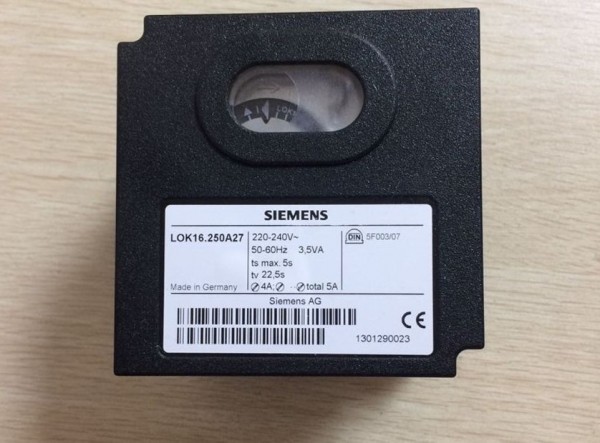 SIEMENS
LOK16.250A27
220-240V~
50-60Hz 3,5VA
ts max. 5s
tv 22,5s
4A; total 5A
DIN 5F003/07
Made in Germany
Siemens AG
1301290023
CE